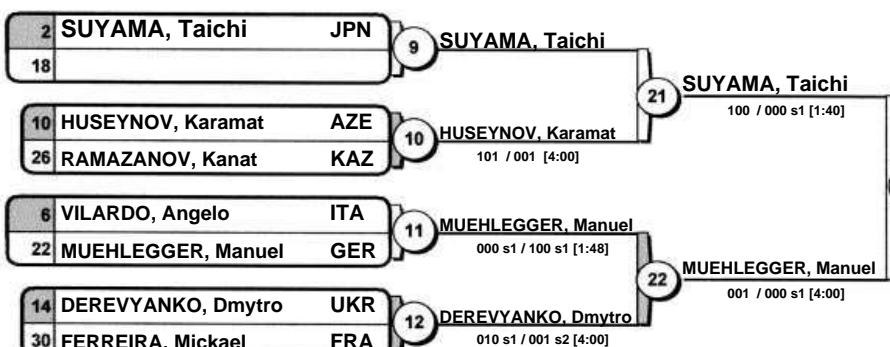 2 SUYAMA, Taichi JPN
18
9
SUYAMA, Taichi
10 HUSEYNOV, Karamat AZE
26 RAMAZANOV, Kanat KAZ
10
HUSEYNOV, Karamat
101 / 001 [4:00]
21
SUYAMA, Taichi
100 / 000 s1 [1:40]
6 VILARDO, Angelo ITA
22 MUEHLEGGER, Manuel GER
11
MUEHLEGGER, Manuel
000 s1 / 100 s1 [1:48]
14 DEREVYANKO, Dmytro UKR
30 FERREIRA, Mickael FRA
12
DEREVYANKO, Dmytro
010 s1 / 001 s2 [4:00]
22
MUEHLEGGER, Manuel
001 / 000 s1 [4:00]